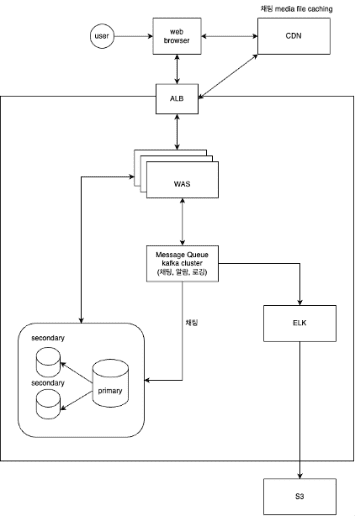 채팅 media file caching
user
web
browser
CDN
ALB
WAS
Message Queue
kafka cluster
(채팅, 알람, 로깅)
채팅
ELK
secondary
secondary
primary
S3